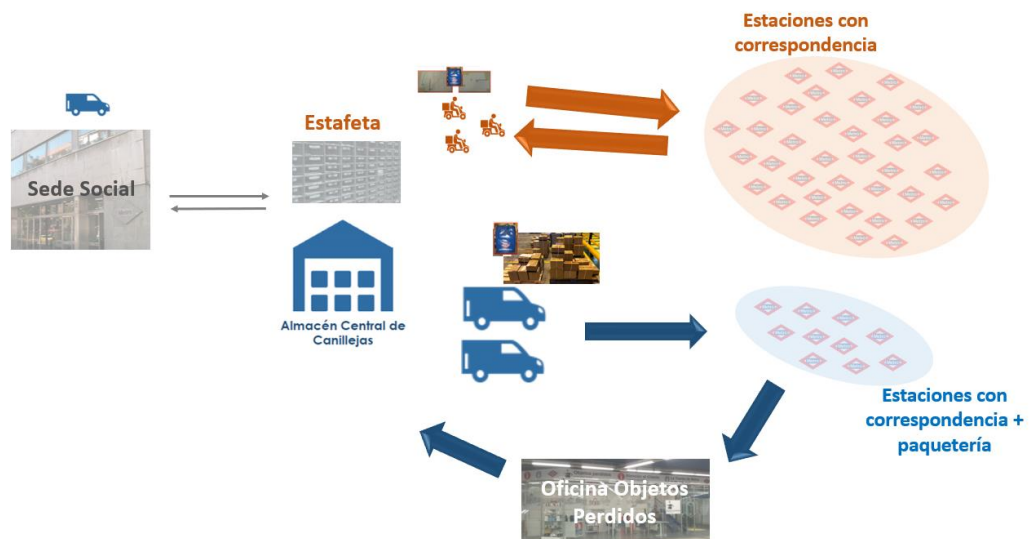 Estaciones con
correspondencia
Estafeta
Sede Social
Almacén Central de
Canillejas
Estaciones con
correspondencia +
paquetería
Oficina Objetos
Perdidos